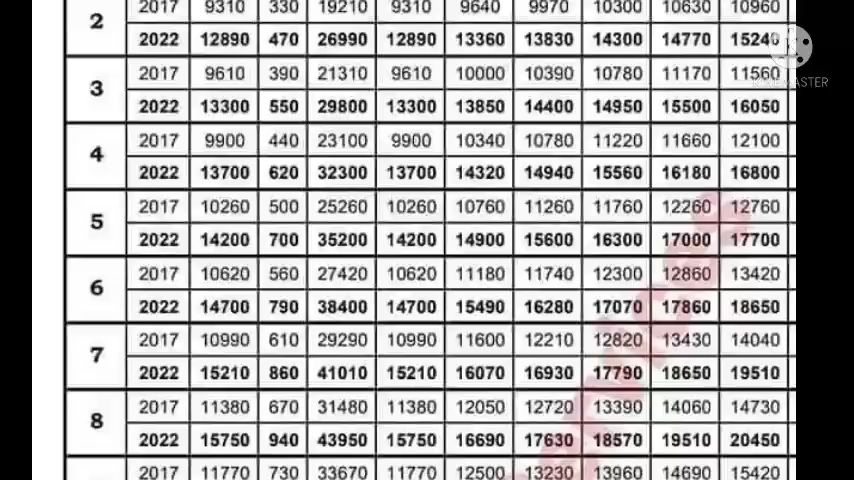 2017 9310 330 19210 9310 9640 9970 10300 10630 10960
2 2022 12890 470 26990 12890 13360 13830 14300 14770 15240
2017 9610 390 21310 9610 10000 10390 10780 11170 11560
3 2022 13300 550 29800 13300 13850 14400 14950 15500 16050
2017 9900 440 23100 9900 10340 10780 11220 11660 12100
4 2022 13700 620 32300 13700 14320 14940 15560 16180 16800
2017 10260 500 25260 10260 10760 11260 11760 12260 12760
5 2022 14200 700 35200 14200 14900 15600 16300 17000 17700
2017 10620 560 27420 10620 11180 11740 12300 12860 13420
6 2022 14700 790 38400 14700 15490 16280 17070 17860 18650
2017 10990 610 29290 10990 11600 12210 12820 13430 14040
7 2022 15210 860 41010 15210 16070 16930 17790 18650 19510
2017 11380 670 31480 11380 12050 12720 13390 14060 14730
8 2022 15750 940 43950 15750 16690 17630 18570 19510 20450
2017 11770 730 33670 11770 12500 13230 13960 14690 15420
ervices